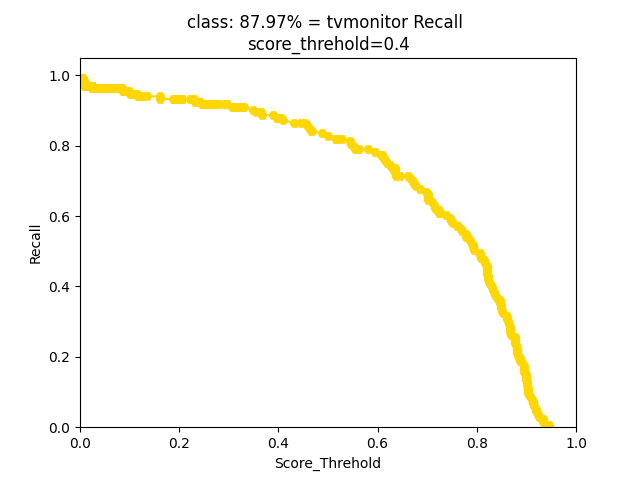 class: 87.97% = tvmonitor Recall
score_threhold=0.4
1.0
0.8
0.6
0.4
0.2
0.0
Recall
0.0 0.2 0.4 0.6 0.8 1.0
Score_Threhold